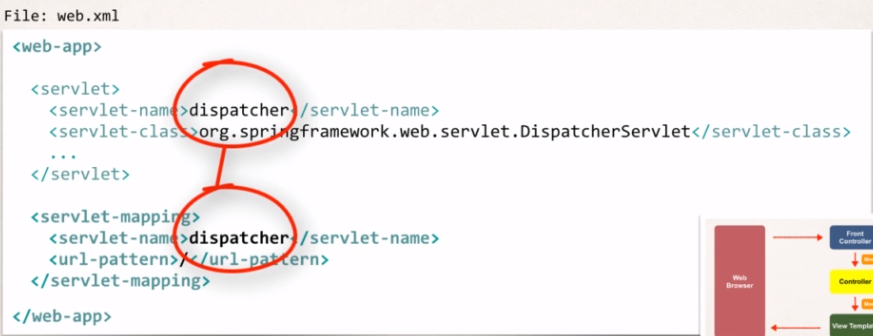 File: web.xml
<web-app>
<servlet>
<servlet-name>dispatcher</servlet-name>
<servlet-class>org.springframework.web.servlet.DispatcherServlet</servlet-class>
...
</servlet>
<servlet-mapping>
<servlet-name>dispatcher</servlet-name>
<url-pattern>/</url-pattern>
</servlet-mapping>
</web-app>
Front
Controller
Web
Browser
Controller
View